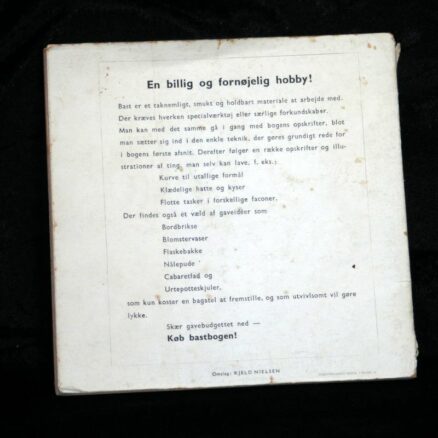 En billig og fornøjelig hobby!
Bast er et taknemligt, smukt og holdbart materiale at arbejde med.
Der kræves hverken specialværktøj eller særlige forkundskaber.
Msn kan med det samme gå i gang med bogens opskrifter, blot
man sætter sig ind i den enkle teknik, der gøres grundigt rede for
i bogens første afsnit. Derefter følger en række opskrifter og illu-
strationer af ting, man selv kan lave, f. eks.:
Kurve til utallige formål
Klædelige hatte og kyser
Flotte tasker i forskellige faconer.
Der findes også et væld af gaveideer som
Bordbrikse
Blomstervaser
Flaskebakke
Nålepude
Cabaretfad og
Urtepotteskjuler,
som kun koster en bagatel at fremstille, og som utvivlsomt vil gøre
lykke.
Skær gavebudgettet ned —
Køb bastbogen!
Omslag: KJELD NIELSEN